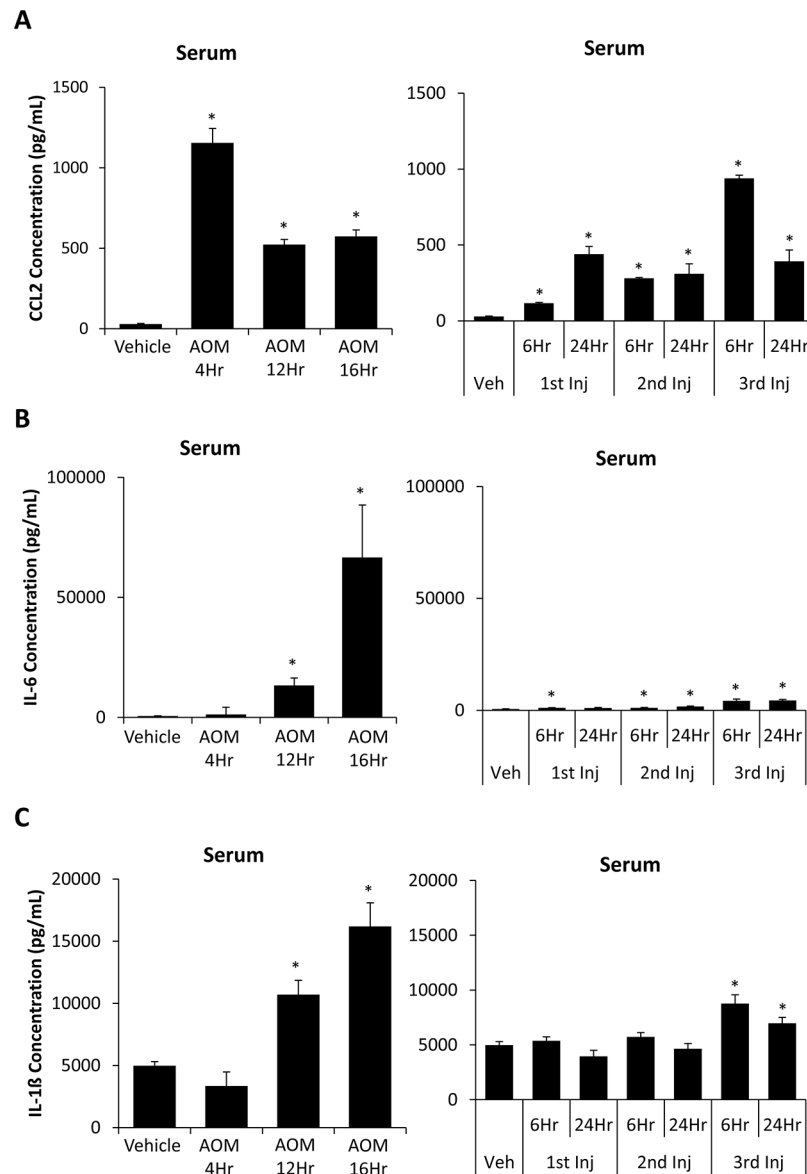 A
Serum
CCL2 Concentration (pg/mL)
1500
1000
500
0
*
*
*
Vehicle AOM AOM AOM
4Hr 12Hr 16Hr
Serum
1500
1000
500
0
*
*
*
*
*
*
6Hr 24Hr 6Hr 24Hr 6Hr 24Hr
Veh 1st Inj 2nd Inj 3rd Inj
B
Serum
IL-6 Concentration (pg/mL)
100000
50000
0
*
*
Vehicle AOM AOM AOM
4Hr 12Hr 16Hr
Serum
100000
50000
0
*
*
*
*
*
6Hr 24Hr 6Hr 24Hr 6Hr 24Hr
Veh 1st Inj 2nd Inj 3rd Inj
C
Serum
IL-1ß Concentration (pg/mL)
20000
15000
10000
5000
0
*
*
Vehicle AOM AOM AOM
4Hr 12Hr 16Hr
Serum
20000
15000
10000
5000
0
*
*
6Hr 24Hr 6Hr 24Hr 6Hr 24Hr
Veh 1st Inj 2nd Inj 3rd Inj